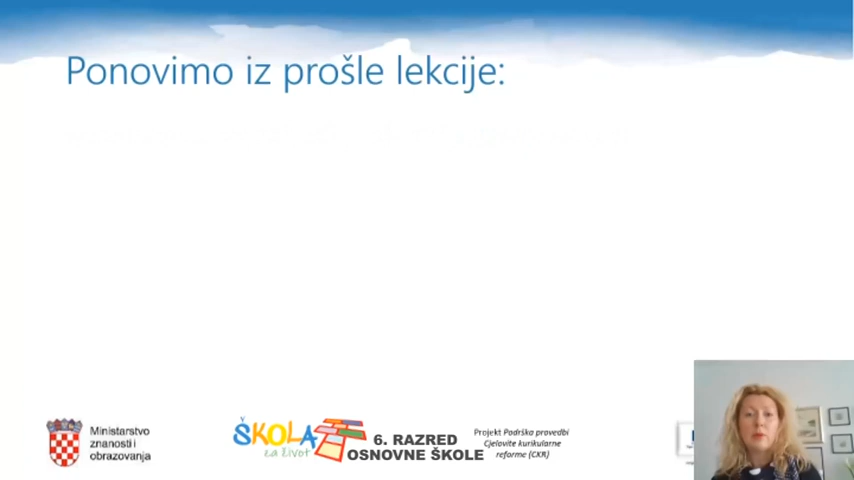 Ponovimo iz prošle lekcije:
Ministarstvo
znanosti i
obrazovanja
ŠKOLA
za život
6. RAZRED
OSNOVNE ŠKOLE
Projekt Podrška provedbi
Cjelovite kurikularne
reforme (CKR)